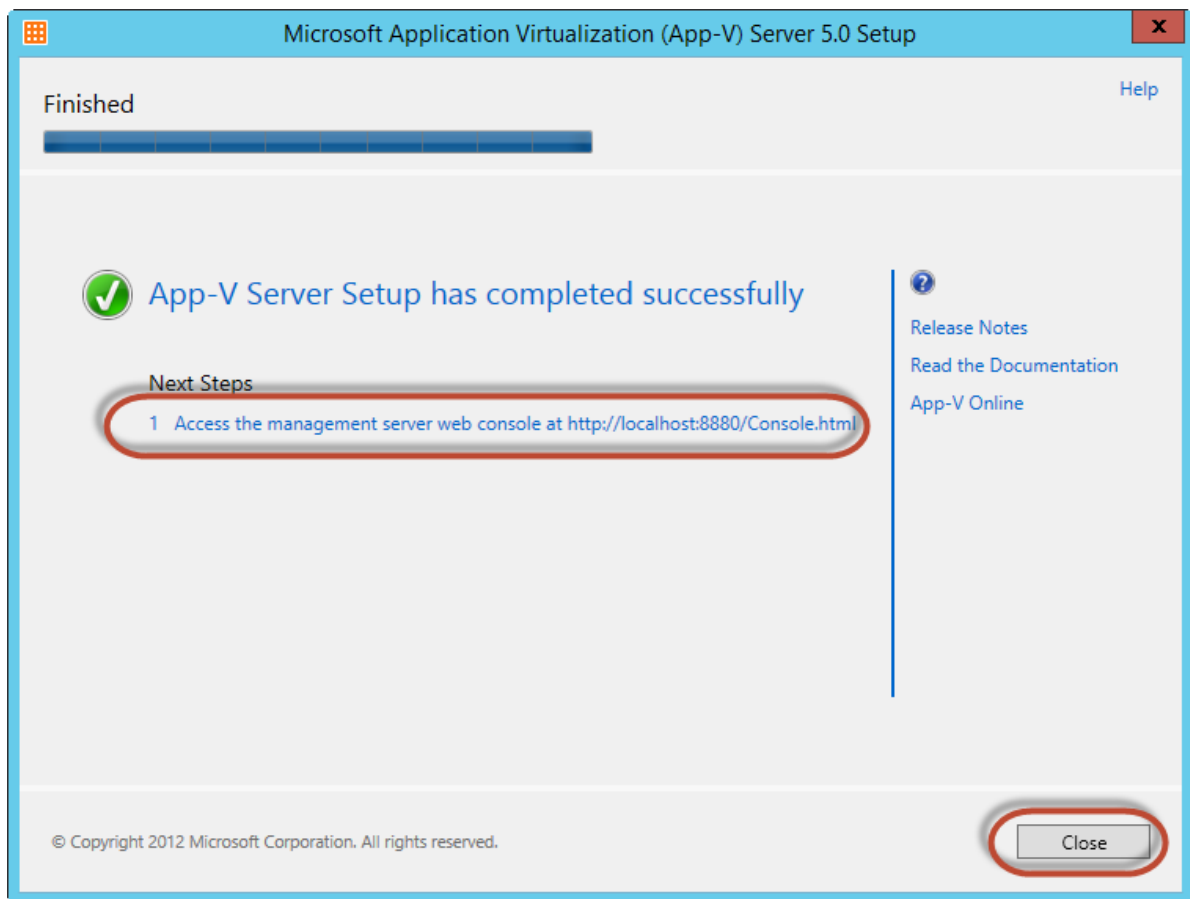 Microsoft Application Virtualization (App-V) Server 5.0 Setup
x
Help
Finished
App-V Server Setup has completed successfully
Next Steps
1 Access the management server web console at http://localhost:8880/Console.html
?
Release Notes
Read the Documentation
App-V Online
© Copyright 2012 Microsoft Corporation. All rights reserved.
Close